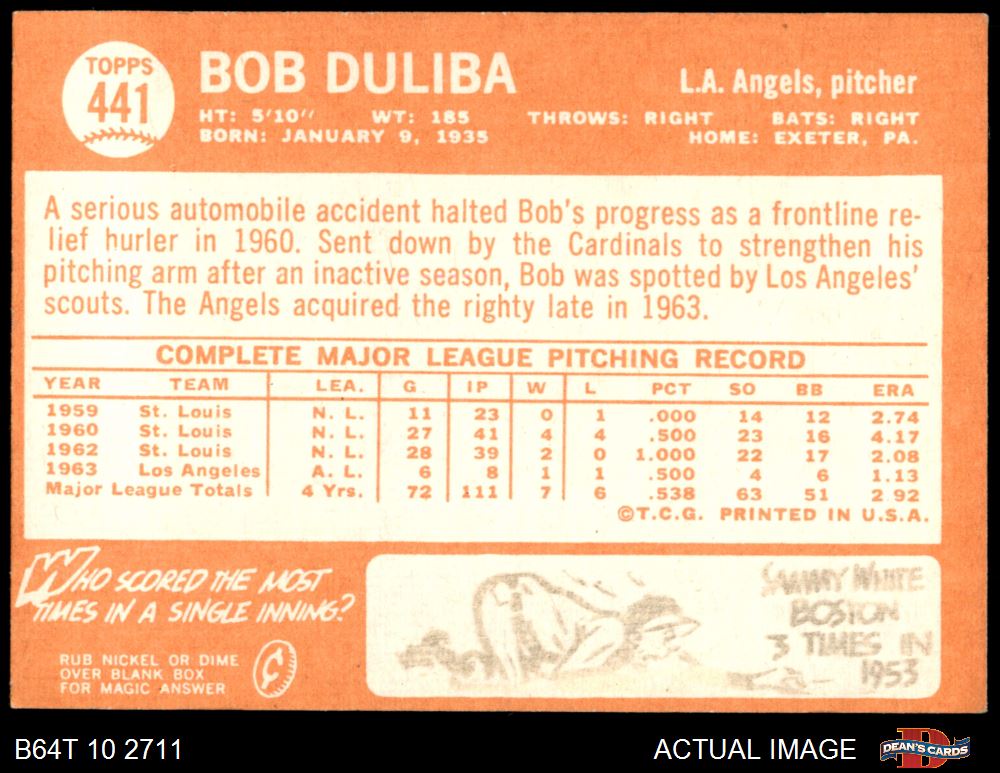 TOPPS
441
BOB DULIBA
L.A. Angels, pitcher
HT: 5'10" WT: 185 THROWS: RIGHT BATS: RIGHT
BORN: JANUARY 9, 1935 HOME: EXETER, PA.
A serious automobile accident halted Bob's progress as a frontline re-
lief hurler in 1960. Sent down by the Cardinals to strengthen his
pitching arm after an inactive season, Bob was spotted by Los Angeles'
scouts. The Angels acquired the righty late in 1963.
COMPLETE MAJOR LEAGUE PITCHING RECORD
YEAR TEAM LEA. G IP W L PCT SO BB ERA
1959 St. Louis N. L. 11 23 0 1 .000 14 12 2.74
1960 St. Louis N. L. 27 41 4 4 .500 23 16 4.17
1962 St. Louis N. L. 28 39 2 0 1.000 22 17 2.08
1963 Los Angeles A. L. 6 8 1 1 .500 4 6 1.13
Major League Totals 4 Yrs. 72 111 7 6 .538 63 51 2.92
©T.C.G. PRINTED IN U.S.A.
WHO SCORED THE MOST
TIMES IN A SINGLE INNING?
RUB NICKEL OR DIME
OVER BLANK BOX
FOR MAGIC ANSWER
SAMMY WHITE
BOSTON
3 TIMES IN
1953
B64T 10 2711
ACTUAL IMAGE
DEAN'S CARDS